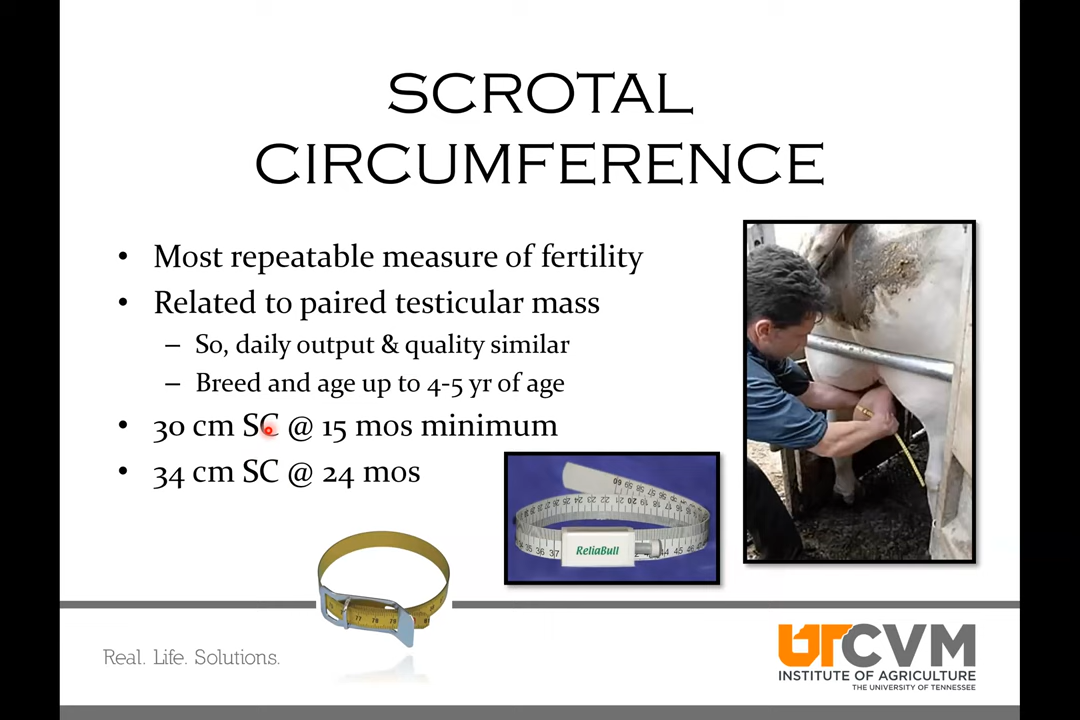 SCROTAL
CIRCUMFERENCE
• Most repeatable measure of fertility
• Related to paired testicular mass
– So, daily output & quality similar
– Breed and age up to 4-5 yr of age
• 30 cm SC @ 15 mos minimum
• 34 cm SC @ 24 mos
ReliaBull
Real. Life. Solutions.
UTCVM
INSTITUTE OF AGRICULTURE
THE UNIVERSITY OF TENNESSEE